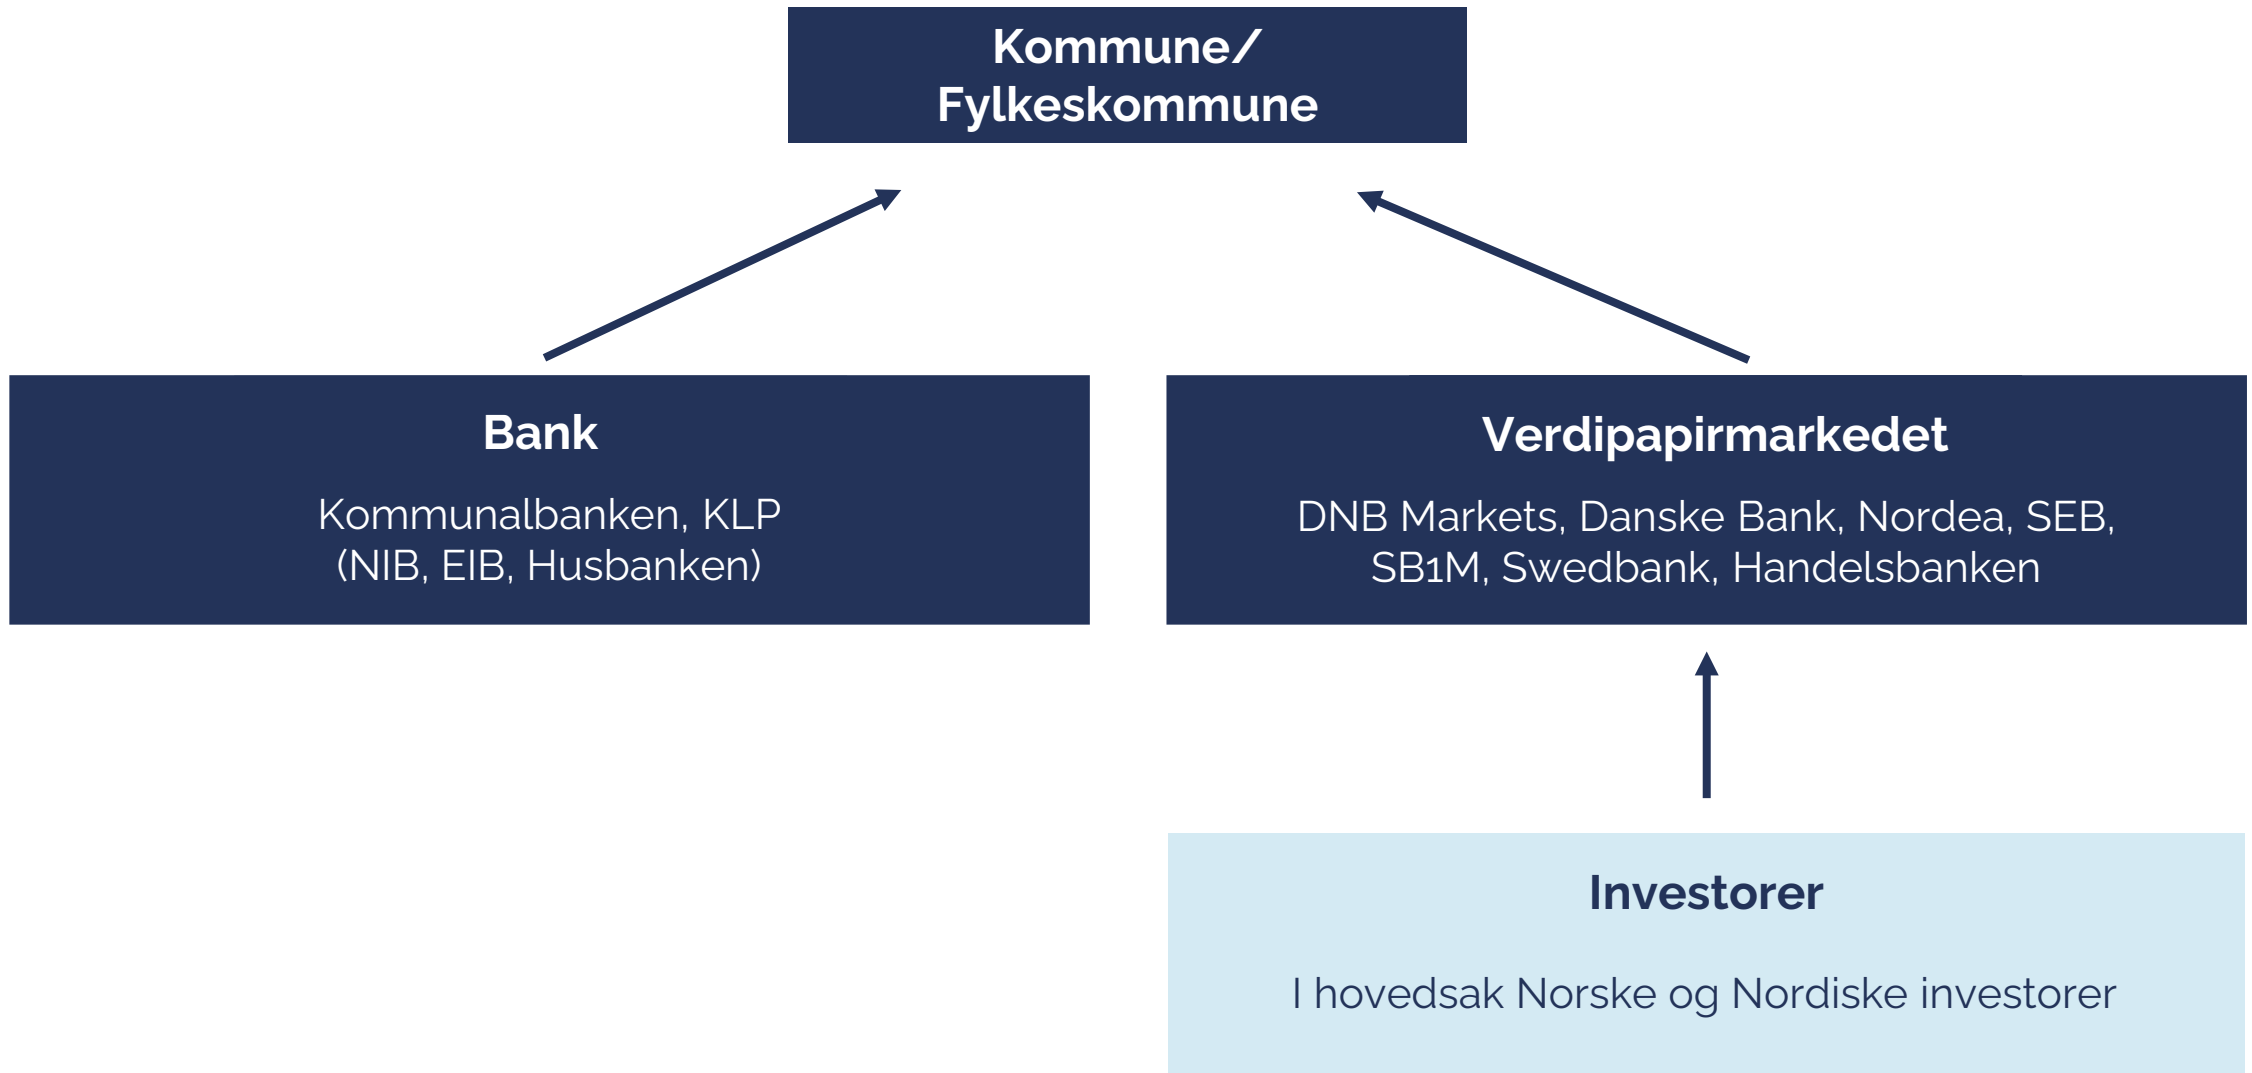 Kommune/
Fylkeskommune
Bank
Kommunalbanken, KLP
(NIB, EIB, Husbanken)
Verdipapirmarkedet
DNB Markets, Danske Bank, Nordea, SEB,
SB1M, Swedbank, Handelsbanken
Investorer
I hovedsak Norske og Nordiske investorer